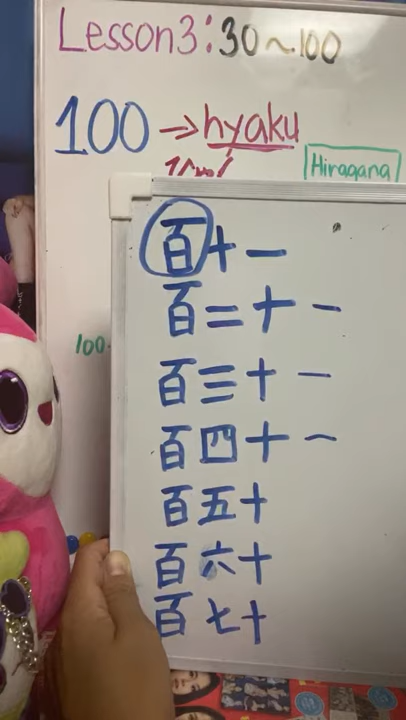 Lesson3:30~100
100→hyaku
Hiragana
百十一
百二十一
100
百三十一
百四十一
百五十
百六十
百七十